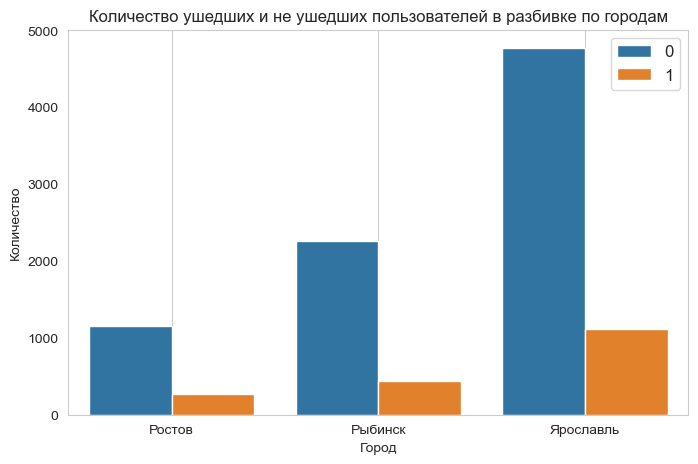 Количество ушедших и не ушедших пользователей в разбивке по городам
5000
4000
3000
2000
1000
0
Количество
0
1
Ростов
Рыбинск
Ярославль
Город